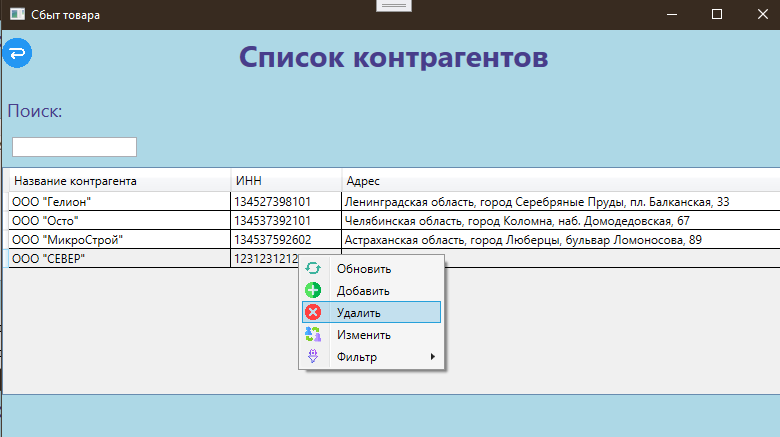 Сбыт товара
Список контрагентов
Поиск:
Название контрагента ИНН Адрес
ООО "Гелион" 134527398101 Ленинградская область, город Серебряные Пруды, пл. Балканская, 33
ООО "Осто" 134537392101 Челябинская область, город Коломна, наб. Домодедовская, 67
ООО "МикроСтрой" 134537592602 Астраханская область, город Люберцы, бульвар Ломоносова, 89
ООО "СЕВЕР"
Обновить
Добавить
Удалить
Изменить
Фильтр